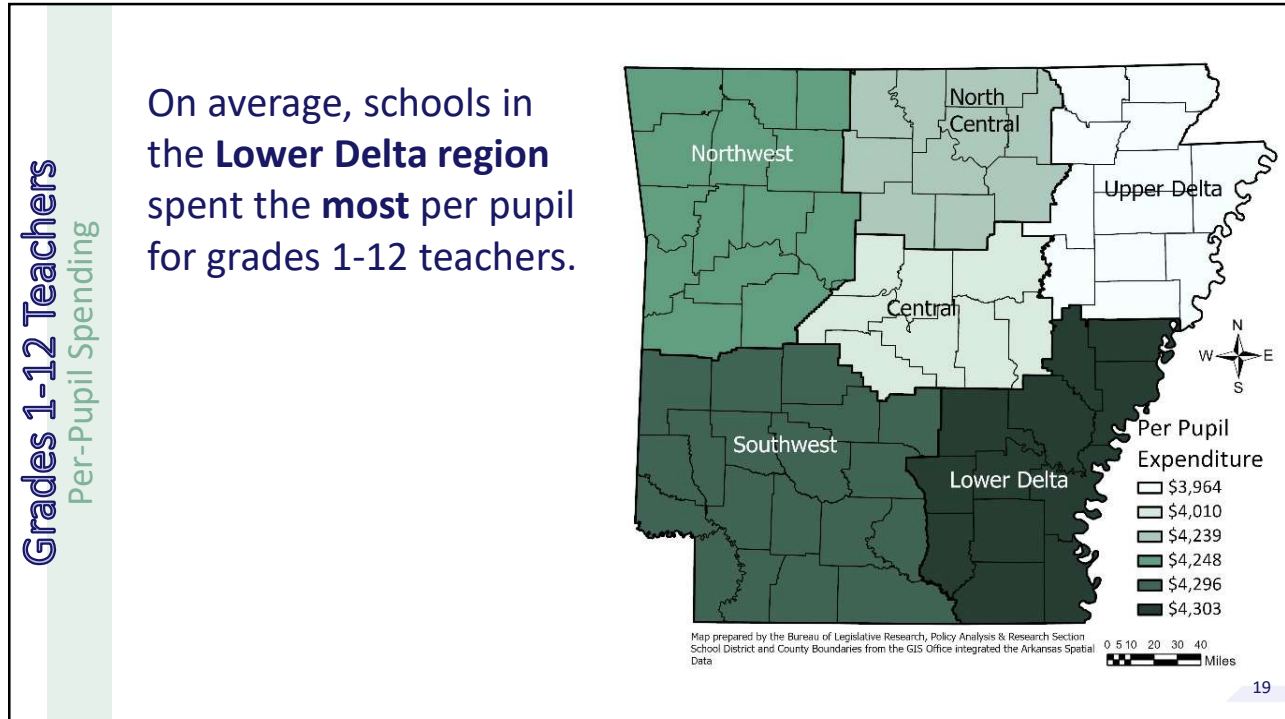 Grades 1-12 Teachers
Per-Pupil Spending
On average, schools in
the Lower Delta region
spent the most per pupil
for grades 1-12 teachers.
North
Central
Northwest
Upper Delta
Central
Southwest
Lower Delta
N
W E
S
Per Pupil
Expenditure
$3,964
$4,010
$4,239
$4,248
$4,296
$4,303
Map prepared by the Bureau of Legislative Research, Policy Analysis & Research Section
School District and County Boundaries from the GIS Office integrated the Arkansas Spatial
Data
0 5 10 20 30 40
Miles
19